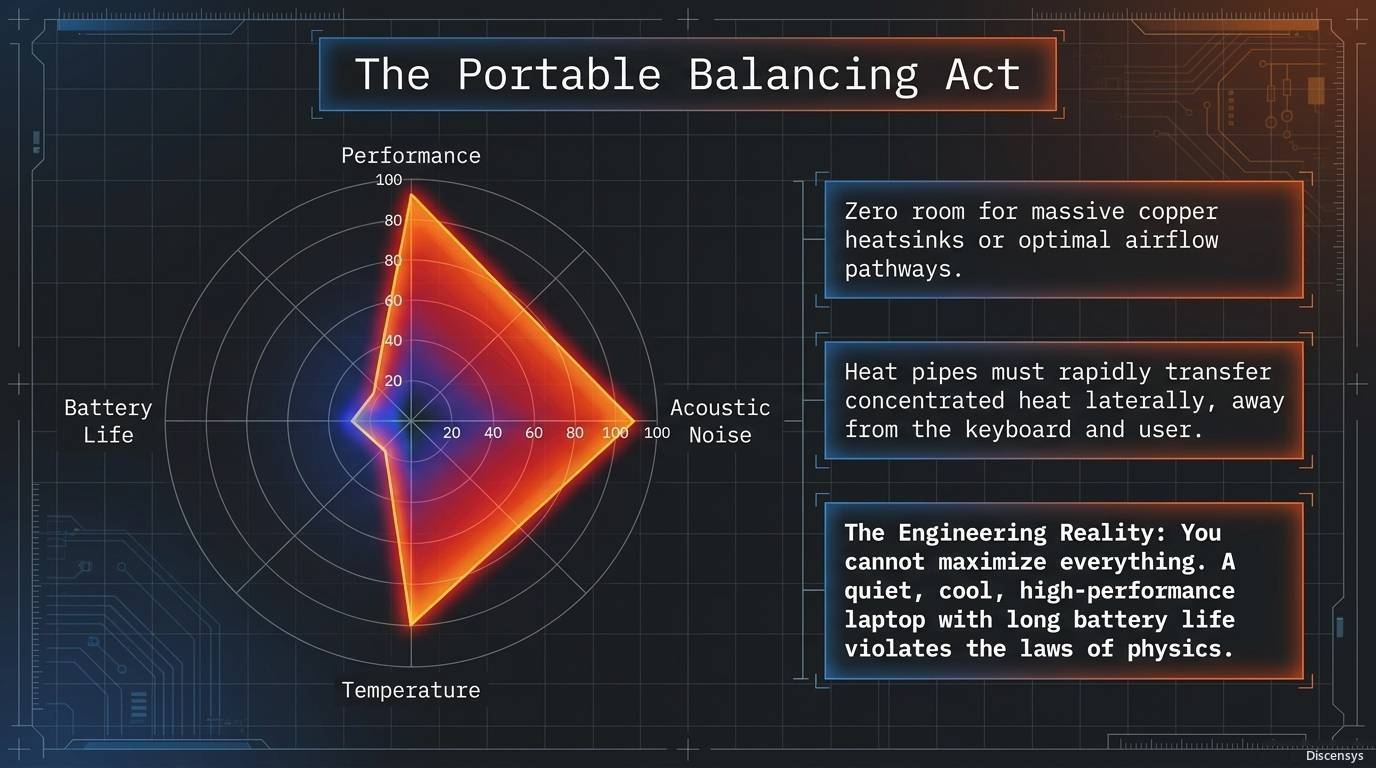 The Portable Balancing Act
Performance
100
80
80
60
40
20
20 40 60 80 100 100
Battery
Life
Acoustic
Noise
Temperature
Zero room for massive copper
heatsinks or optimal airflow
pathways.
Heat pipes must rapidly transfer
concentrated heat laterally, away
from the keyboard and user.
The Engineering Reality: You
cannot maximize everything. A
quiet, cool, high-performance
laptop with long battery life
violates the laws of physics.
Discensys